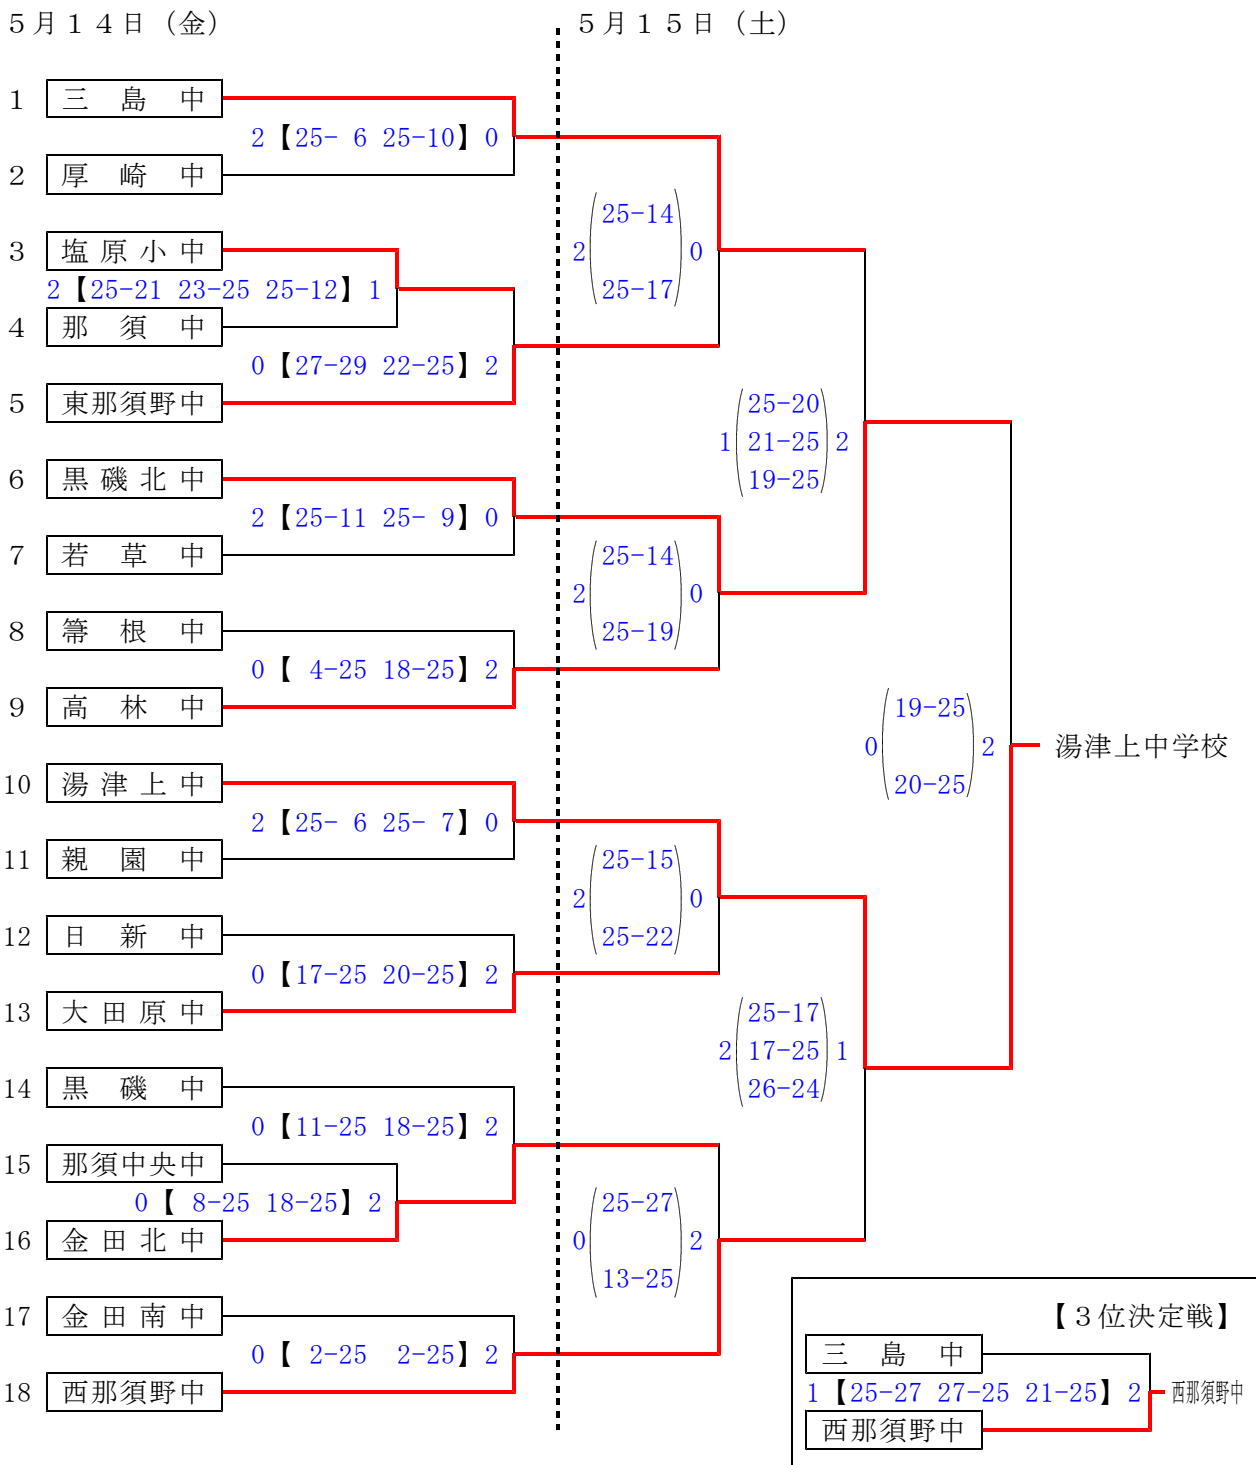 ５月１４日（金）
５月１５日（土）
1 三島中
2【25- 6 25-10】0
2 厚崎中
3 塩原小中
2【25-21 23-25 25-12】1
4 那須中
0【27-29 22-25】2
5 東那須野中
6 黒磯北中
2【25-11 25- 9】0
7 若草中
8 箒根中
0【 4-25 18-25】2
9 高林中
10 湯津上中
2【25- 6 25- 7】0
11 親園中
12 日新中
0【17-25 20-25】2
13 大田原中
14 黒磯中
0【11-25 18-25】2
15 那須中央中
0【 8-25 18-25】2
16 金田北中
17 金田南中
0【 2-25  2-25】2
18 西那須野中
25-14
2 0
25-17
25-14
2 0
25-19
25-15
2 0
25-22
25-27
0 2
13-25
25-20
1 21-25 2
19-25
25-17
2 17-25 1
26-24
19-25
0 2
20-25
湯津上中学校
【３位決定戦】
三島中
1【25-27 27-25 21-25】2 西那須野中
西那須野中